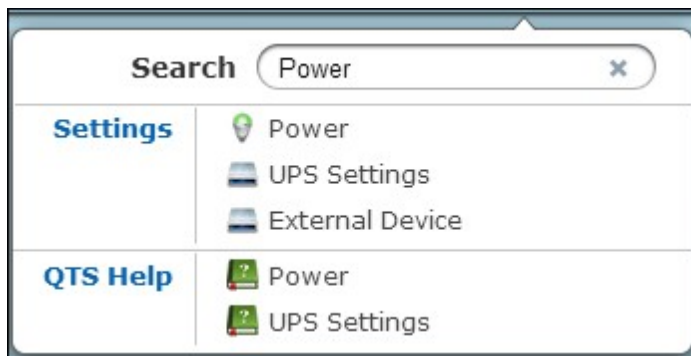 Search Power
Settings Power
UPS Settings
External Device
QTS Help Power
UPS Settings